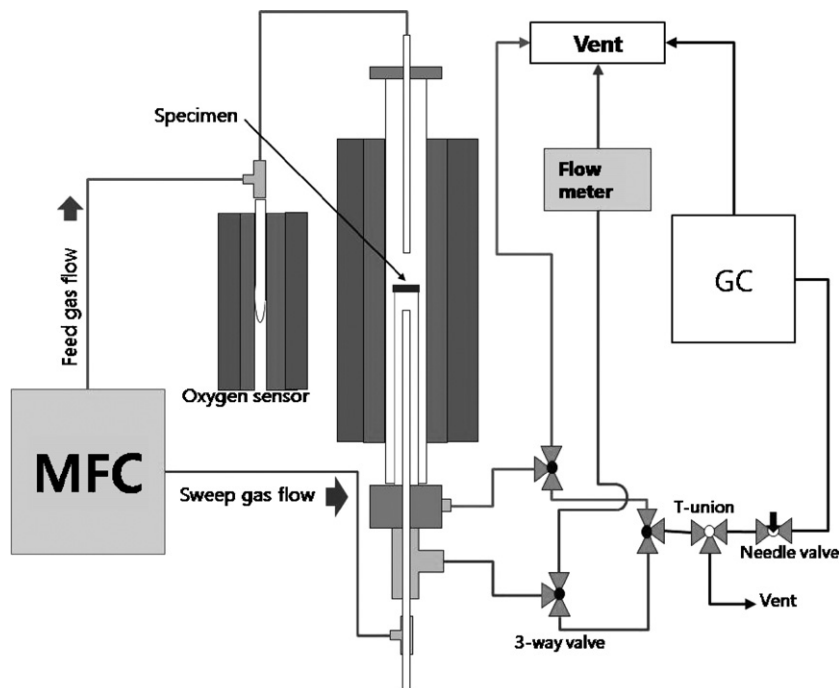 Vent
Specimen
Flow
meter
Feed gas flow
GC
Oxygen sensor
MFC
Sweep gas flow
T-union
Needle valve
Vent
3-way valve